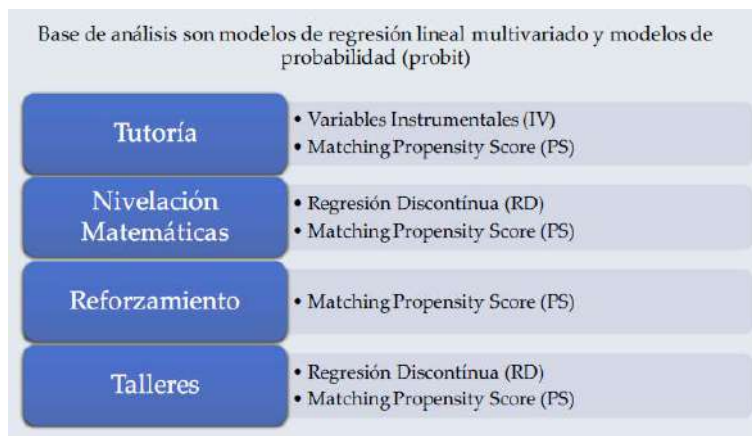 Base de análisis son modelos de regresión lineal multivariado y modelos de
probabilidad (probit)
Tutoría
• Variables Instrumentales (IV)
• Matching Propensity Score (PS)
Nivelación
Matemáticas
• Regresión Discontínua (RD)
• Matching Propensity Score (PS)
Reforzamiento
• Matching Propensity Score (PS)
Talleres
• Regresión Discontínua (RD)
• Matching Propensity Score (PS)